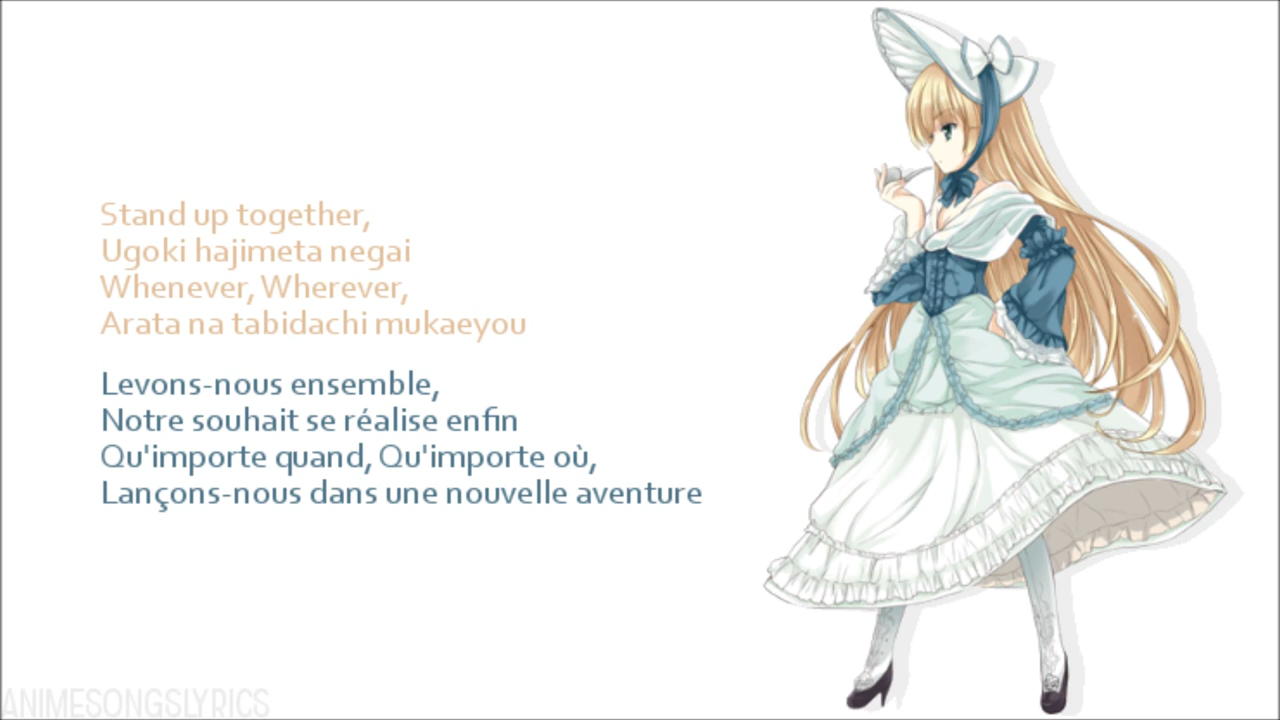 Stand up together,
Ugoki hajimeta negai
Whenever, Wherever,
Arata na tabidachi mukaeyou
Levons-nous ensemble,
Notre souhait se réalise enfin
Qu'importe quand, Qu'importe où,
Lançons-nous dans une nouvelle aventure
ANIMESONGSLYRICS